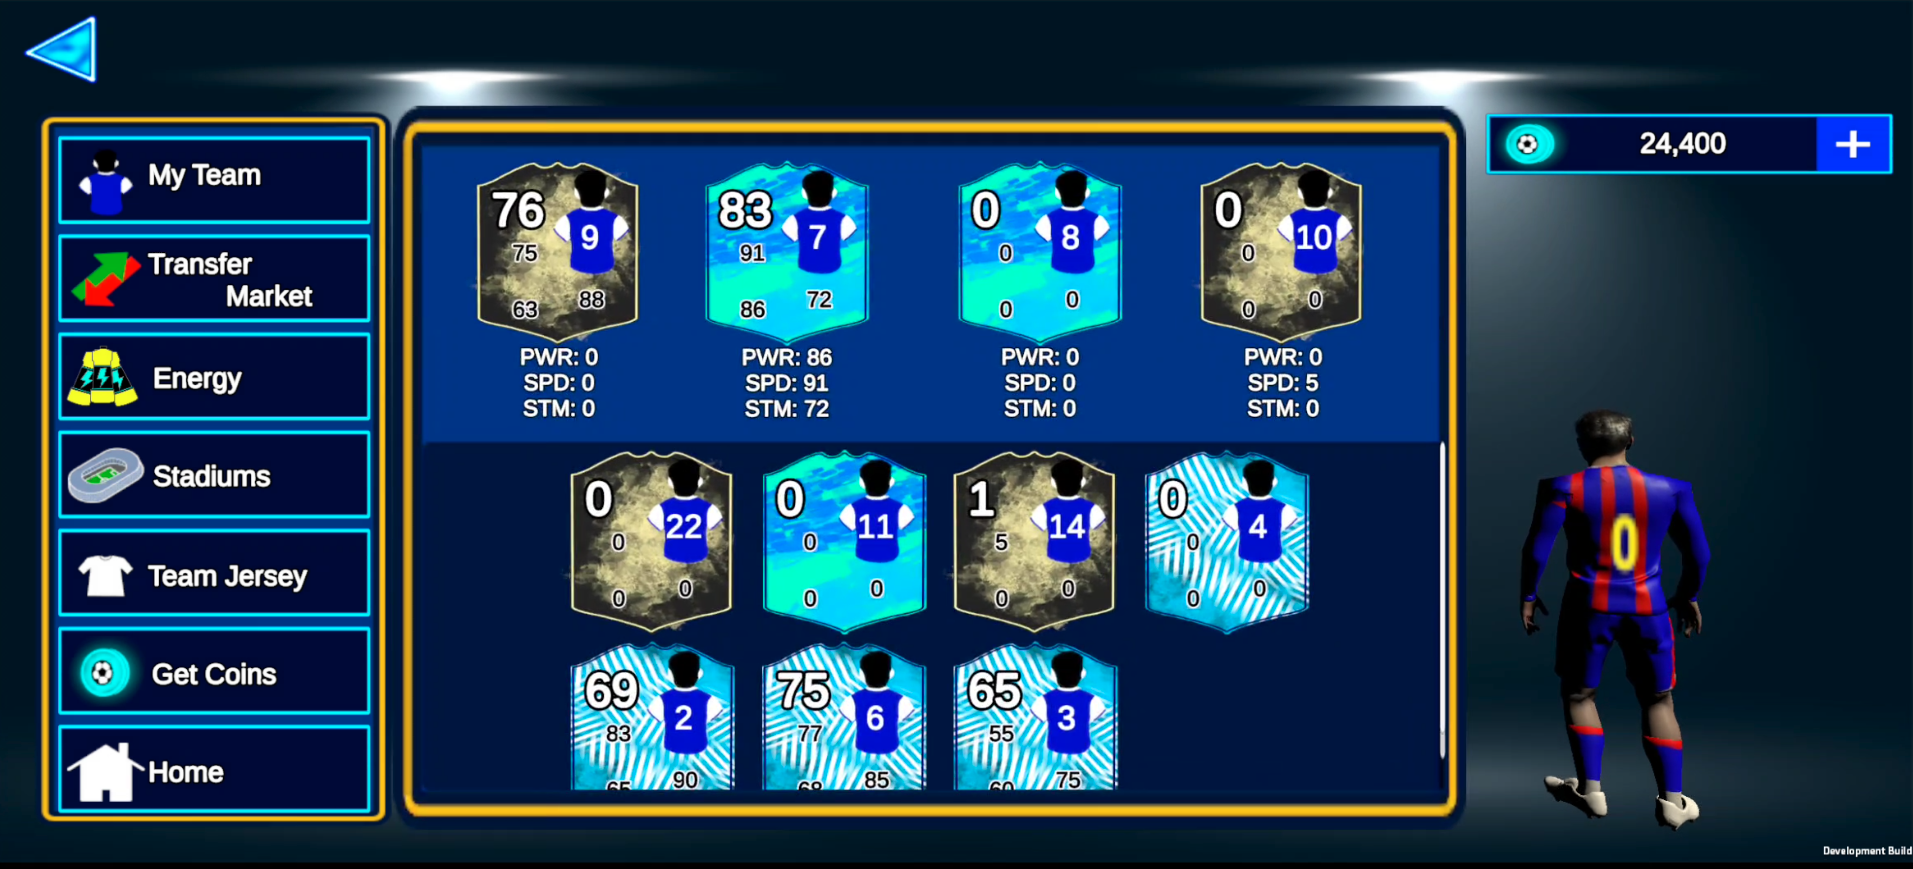 My Team
Transfer
Market
Energy
Stadiums
Team Jersey
Get Coins
Home
24,400
+
76
9
75
63
88
PWR: 0
SPD: 0
STM: 0
83
7
91
86
72
PWR: 86
SPD: 91
STM: 72
0
8
0
0
0
PWR: 0
SPD: 0
STM: 0
0
10
0
0
0
PWR: 0
SPD: 5
STM: 0
0
22
0
0
0
0
11
0
0
0
1
14
5
0
0
0
4
0
0
0
69
2
83
90
75
6
77
85
65
3
55
75
0
Development Build